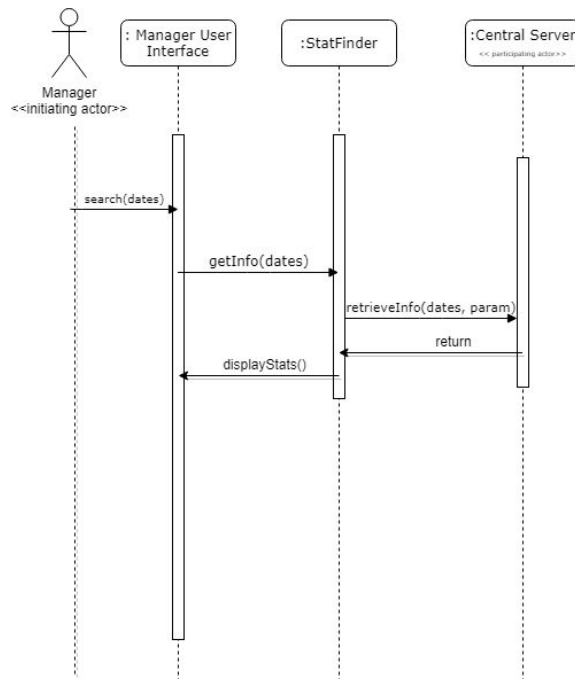 : Manager User
Interface
:StatFinder
:Central Server
<< participating actor>>
Manager
<<initiating actor>>
search(dates)
getInfo(dates)
retrieveInfo(dates, param)
return
displayStats()